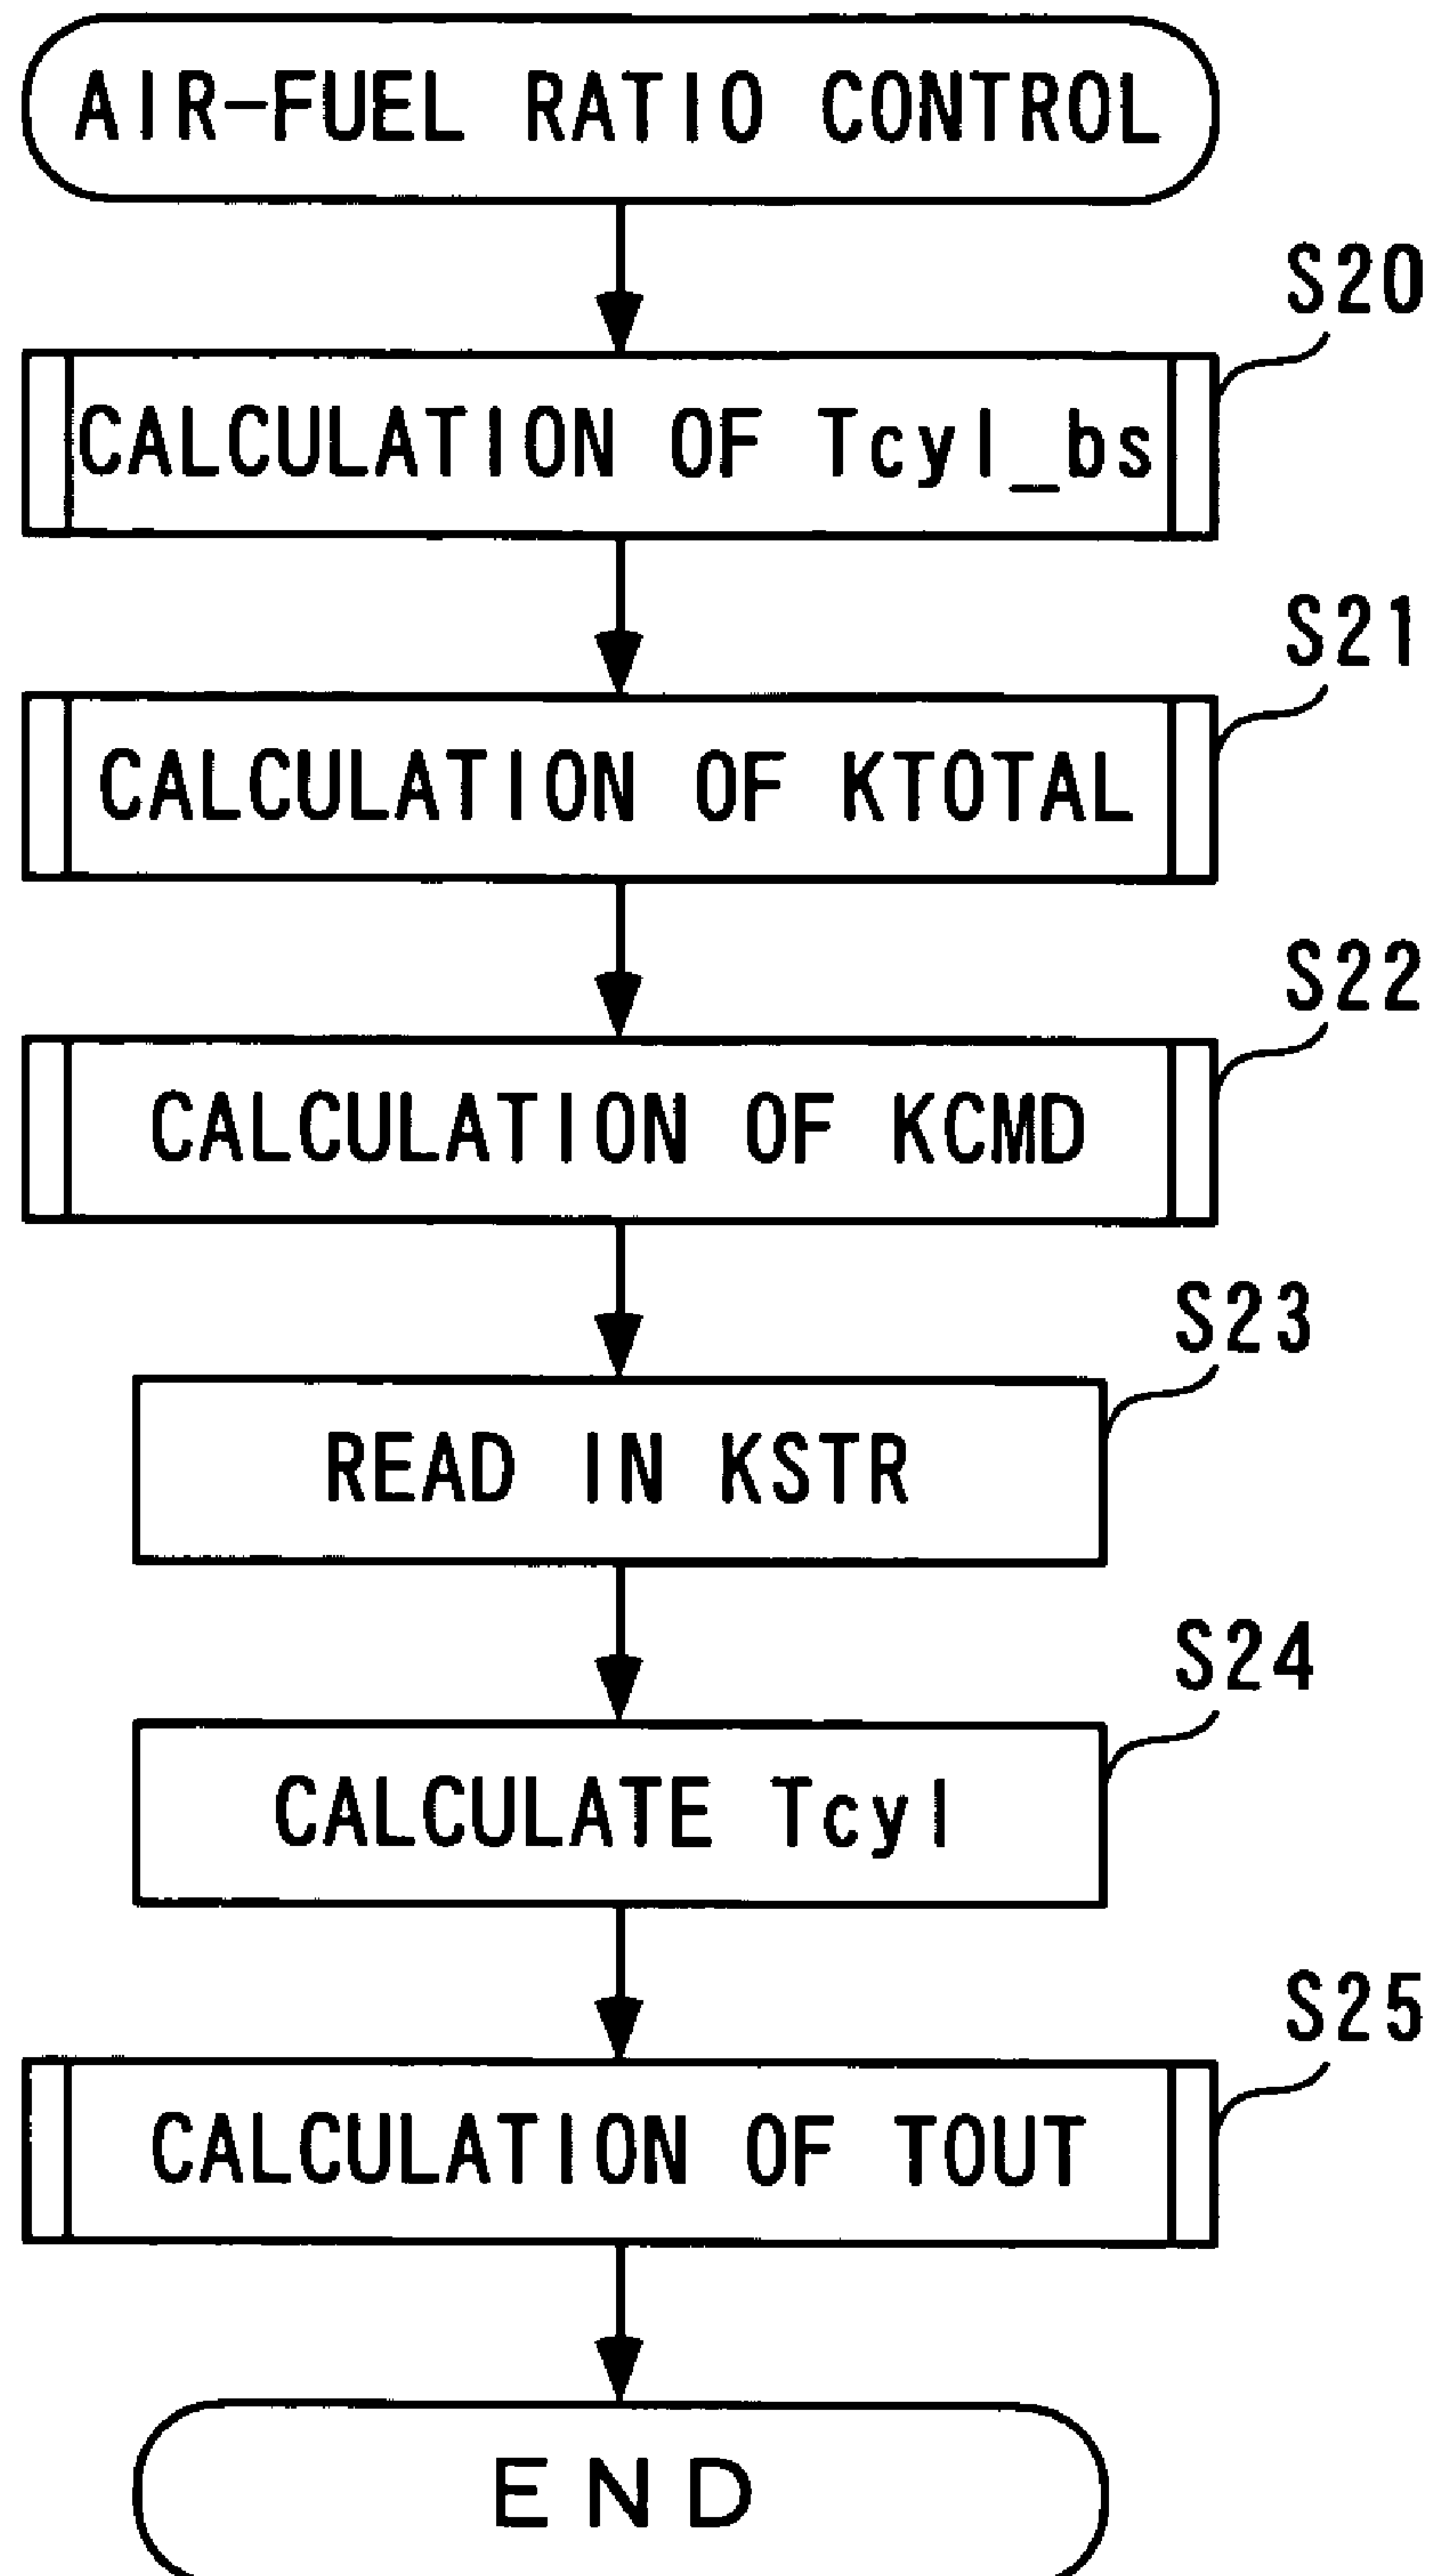 AIR-FUEL RATIO CONTROL
S20
CALCULATION OF Tcyl_bs
S21
CALCULATION OF KTOTAL
S22
CALCULATION OF KCMD
S23
READ IN KSTR
S24
CALCULATE Tcyl
S25
CALCULATION OF TOUT
END